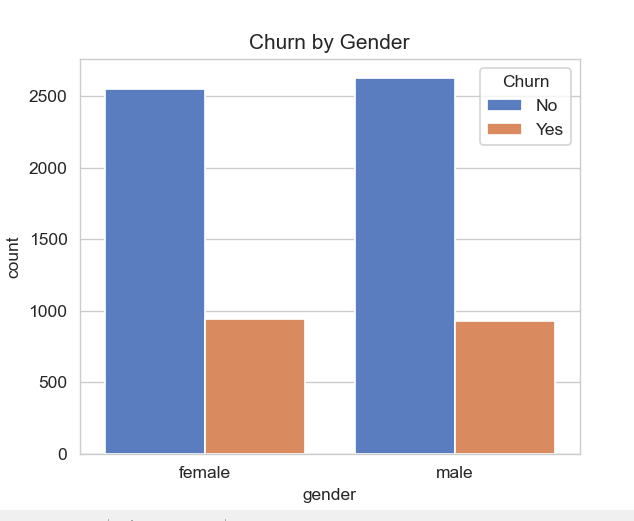 Churn by Gender
Churn
No
Yes
2500
2000
1500
1000
500
0
count
female
male
gender